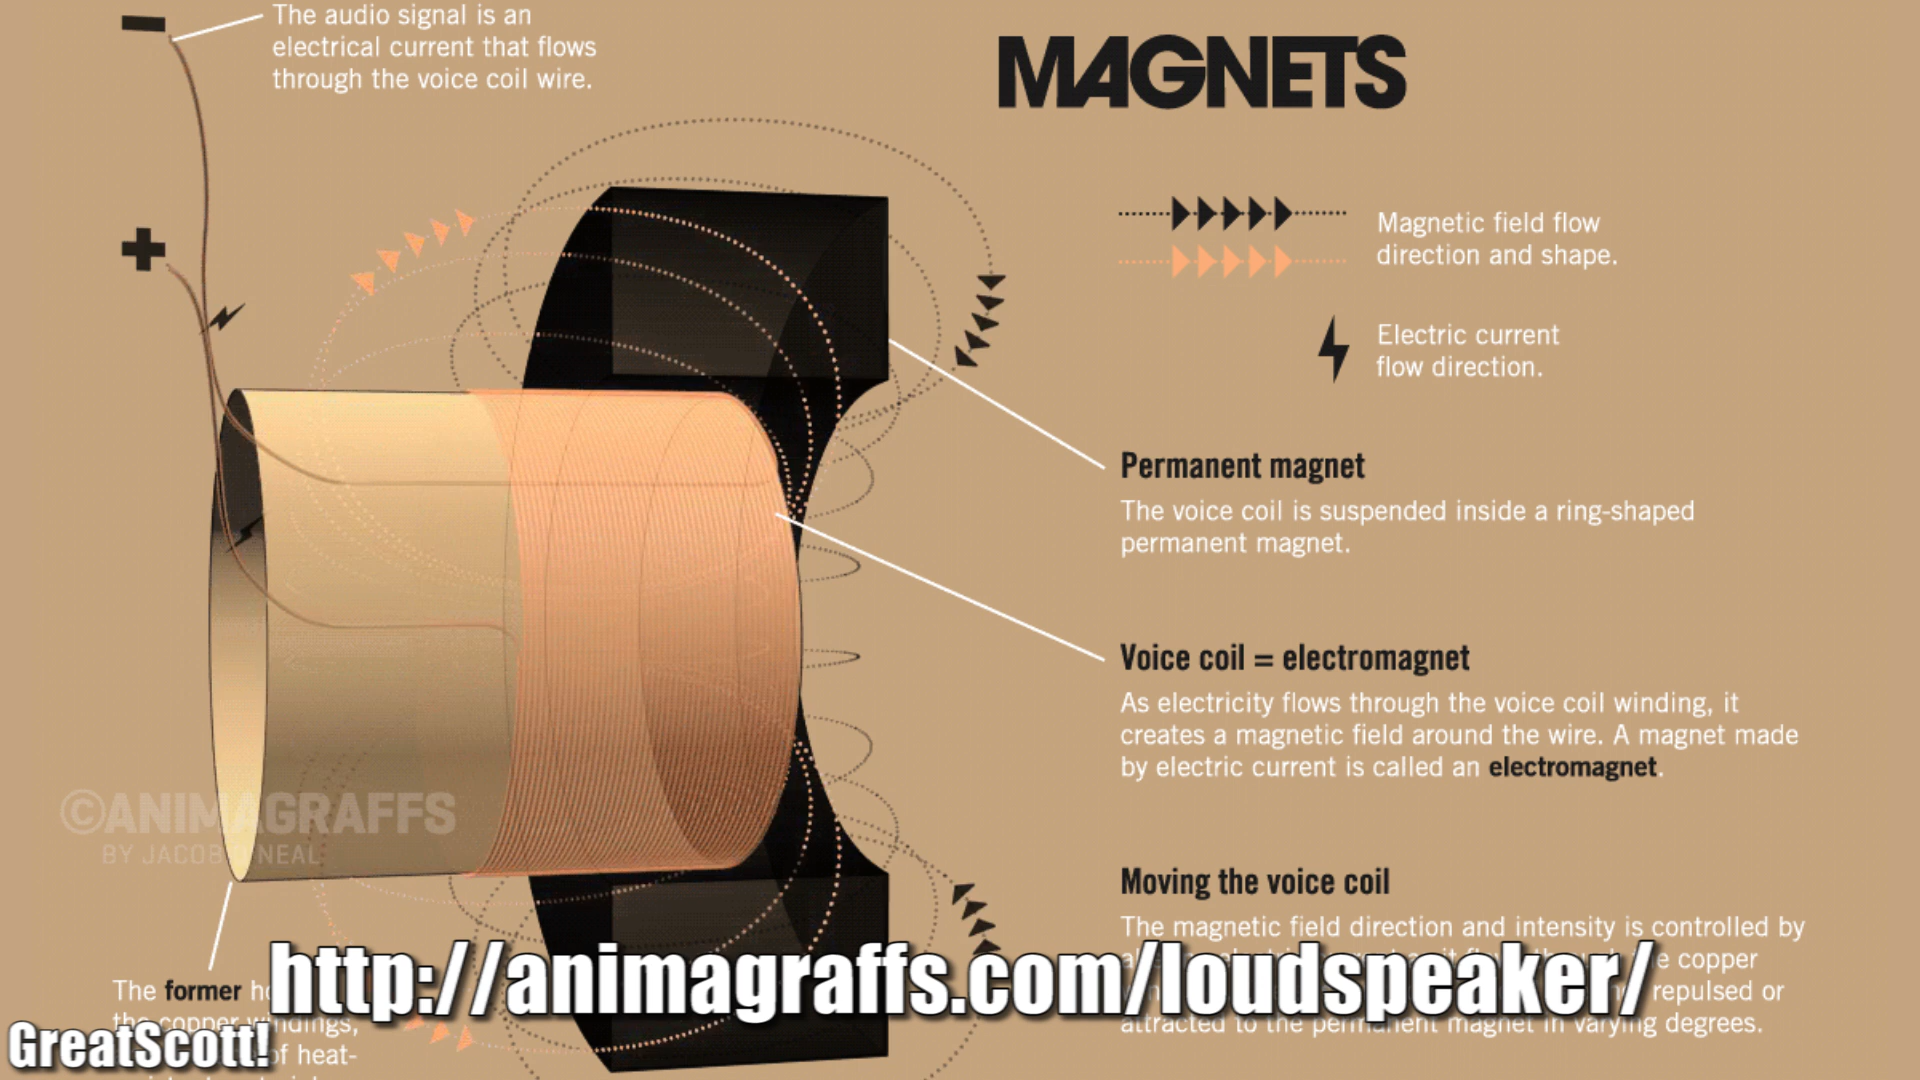 The audio signal is an
electrical current that flows
through the voice coil wire.
MAGNETS
Magnetic field flow
direction and shape.
Electric current
flow direction.
Permanent magnet
The voice coil is suspended inside a ring-shaped
permanent magnet.
Voice coil = electromagnet
As electricity flows through the voice coil winding, it
creates a magnetic field around the wire. A magnet made
by electric current is called an electromagnet.
Moving the voice coil
The magnetic field direction and intensity is controlled by
copper
repulsed or
attracted to the permanent magnet in varying degrees.
©ANIMAGRAFFS
BY JACOB O'NEAL
The former
the copper windings,
of heat-
http://animagraffs.com/loudspeaker/
GreatScott!